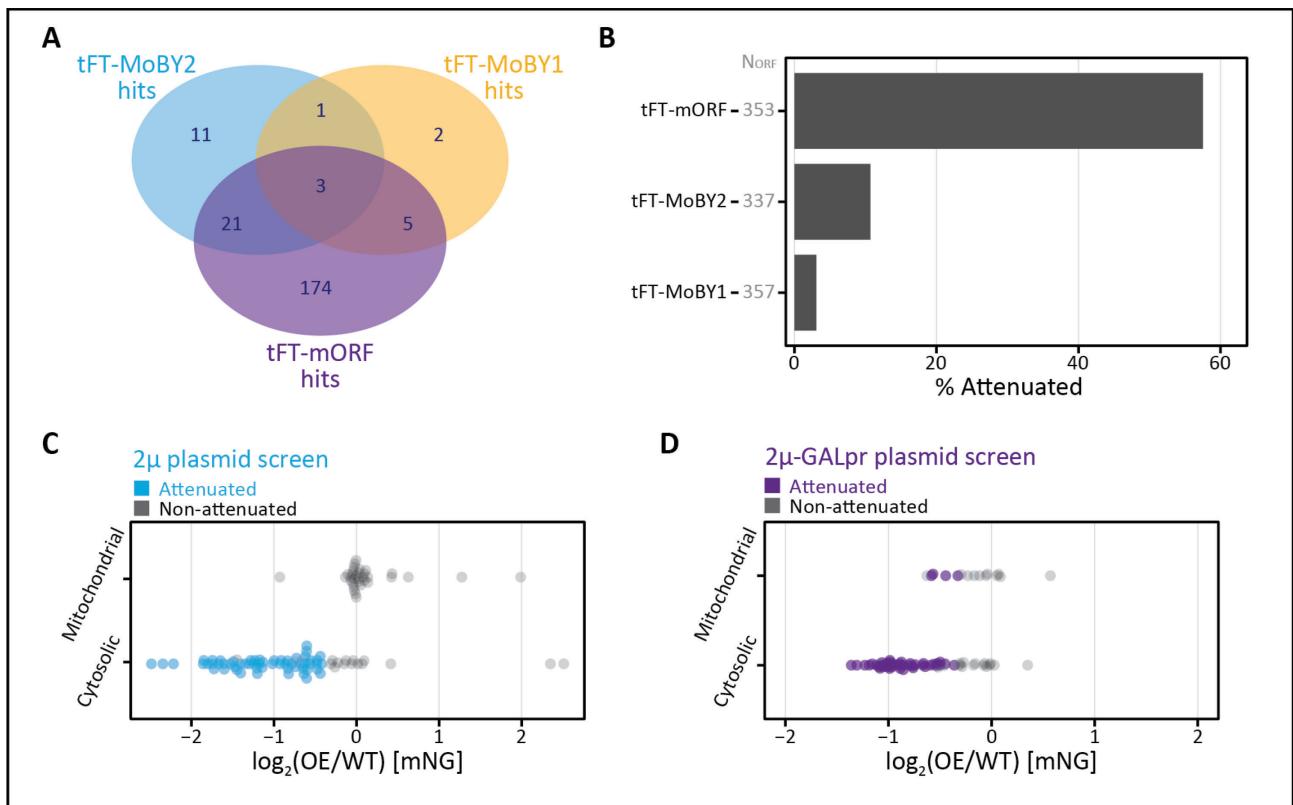 A
tFT-MoBY2
hits
tFT-MoBY1
hits
11
1
2
3
21
5
174
tFT-mORF
hits
B
NORF
tFT-mORF – 353
tFT-MoBY2 – 337
tFT-MoBY1 – 357
0 20 40 60
% Attenuated
C
2μ plasmid screen
Attenuated
Non-attenuated
Mitochondrial
Cytosolic
−2 −1 0 1 2
log2(OE/WT) [mNG]
D
2μ-GALpr plasmid screen
Attenuated
Non-attenuated
Mitochondrial
Cytosolic
−2 −1 0 1 2
log2(OE/WT) [mNG]